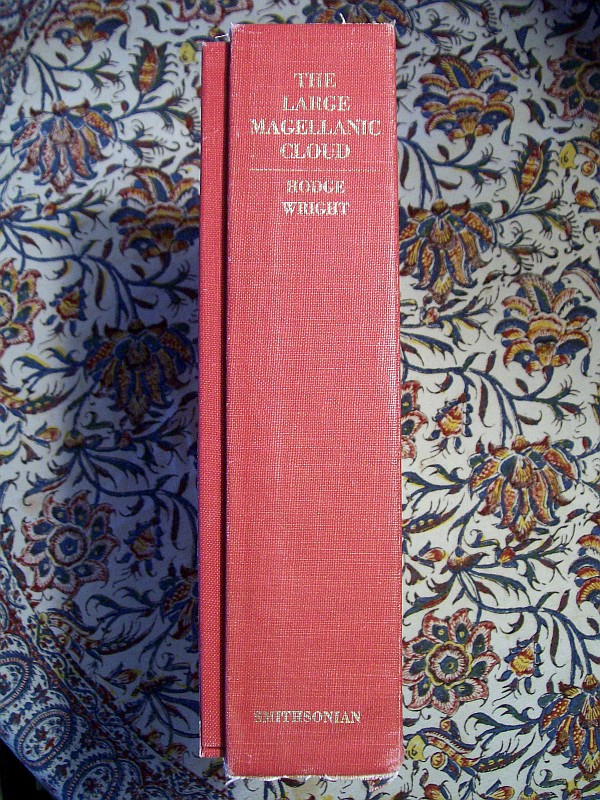 THE
LARGE
MAGELLANIC
CLOUD
HODGE
WRIGHT
SMITHSONIAN